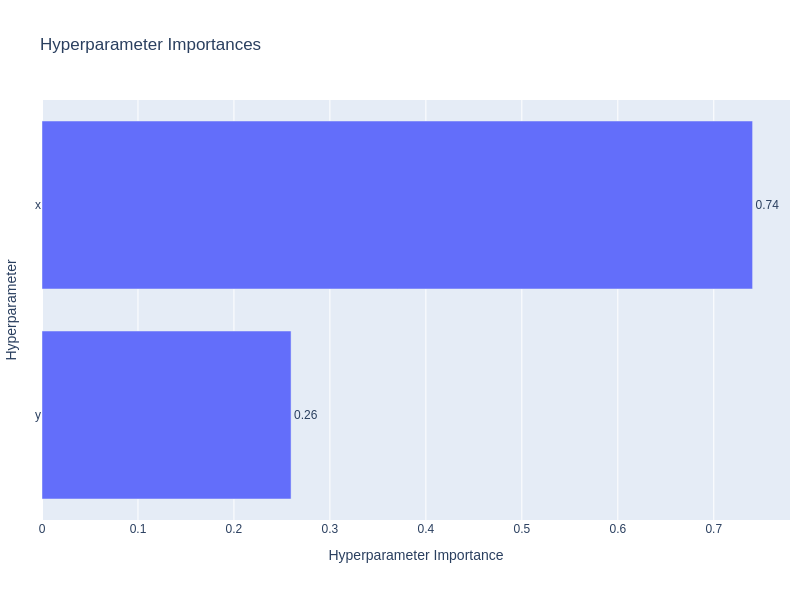 Hyperparameter Importances
Hyperparameter
x
0.74
y
0.26
0 0.1 0.2 0.3 0.4 0.5 0.6 0.7
Hyperparameter Importance